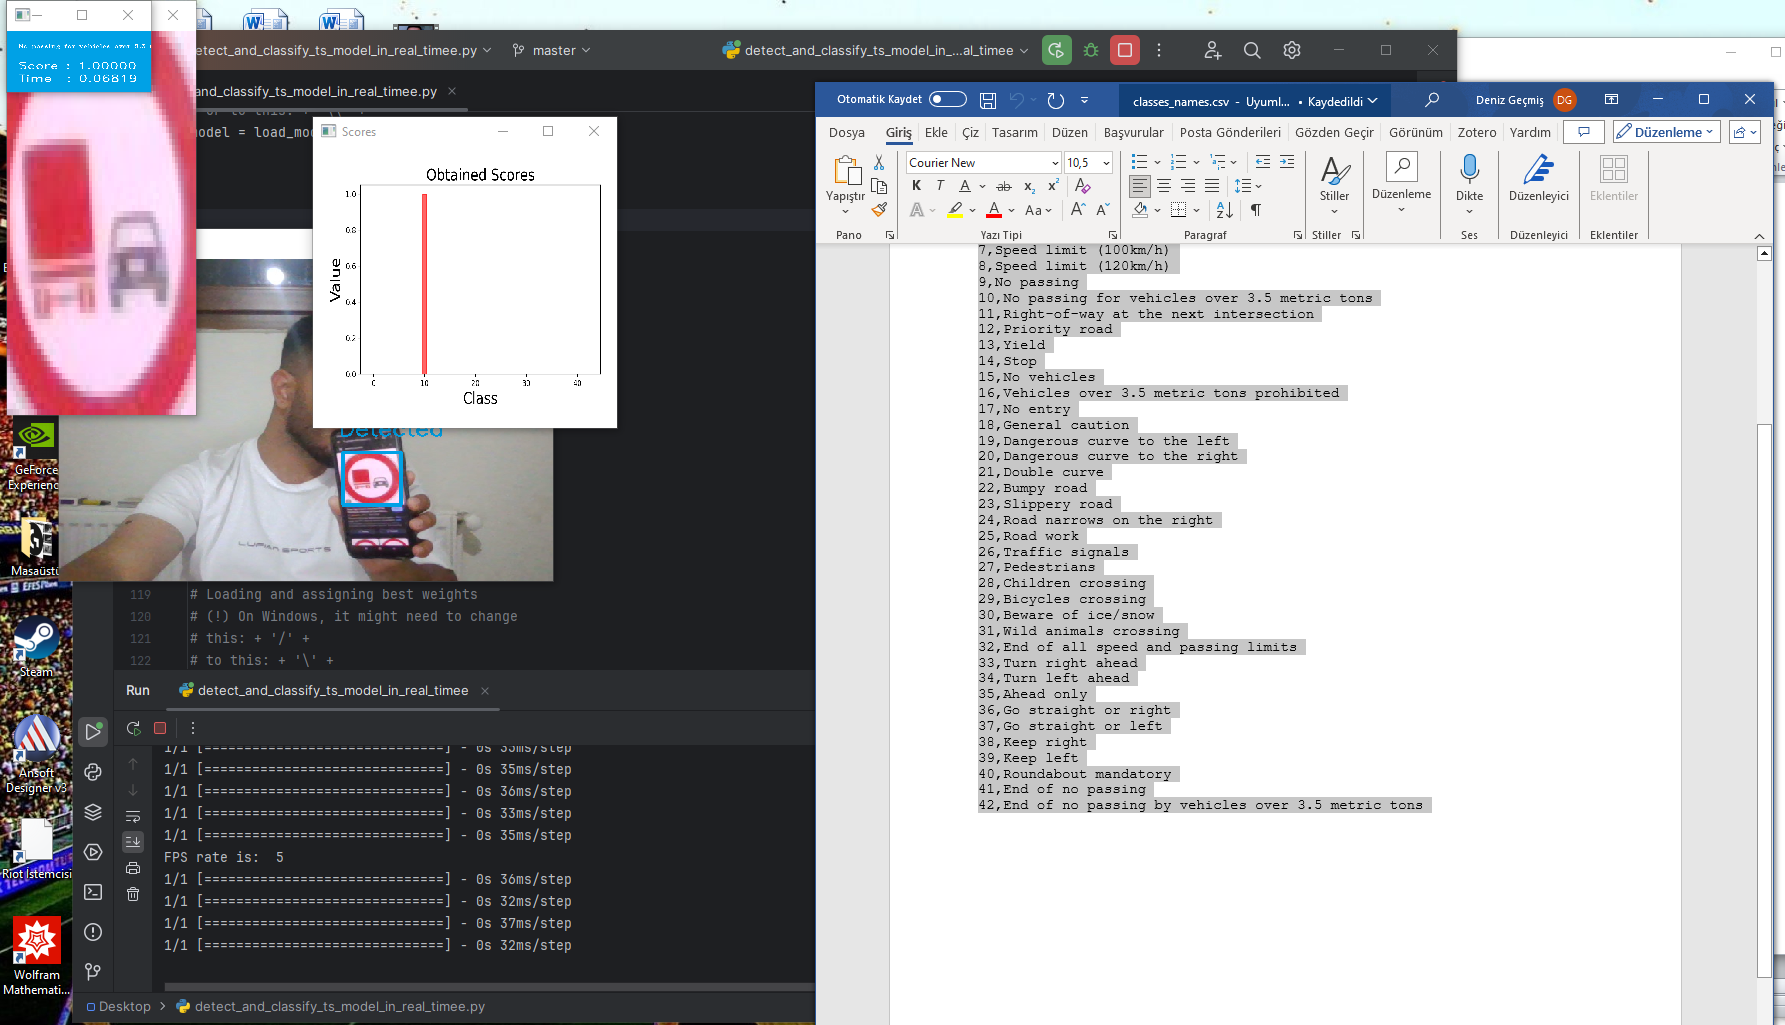 No passing for vehicles over 3.5
Score : 1.00000
Time : 0.06819
etect_and_classify_ts_model_in_real_timee.py
master
detect_and_classify_ts_model_in_...al_timee
and_classify_ts_model_in_real_timee.py
model = load_mo
Scores
Obtained Scores
Value
1.0
0.8
0.6
0.4
0.2
0.0
0
10
20
30
40
Class
Detected
LUPIAN SPORTS
GeForce
Experienc
Masaüstü
Steam
Ansoft
Designer v3
Riot İstemcisi
Wolfram
Mathemati...
119 # Loading and assigning best weights
120 # (!) On Windows, it might need to change
121 # this: + '/' +
122 # to this: + '\' +
Run
detect_and_classify_ts_model_in_real_timee
1/1 [==============================] - 0s 35ms/step
1/1 [==============================] - 0s 35ms/step
1/1 [==============================] - 0s 36ms/step
1/1 [==============================] - 0s 33ms/step
1/1 [==============================] - 0s 35ms/step
FPS rate is:  5
1/1 [==============================] - 0s 36ms/step
1/1 [==============================] - 0s 32ms/step
1/1 [==============================] - 0s 37ms/step
1/1 [==============================] - 0s 32ms/step
Desktop > detect_and_classify_ts_model_in_real_timee.py
Otomatik Kaydet
classes_names.csv - Uyuml... • Kaydedildi
Deniz Geçmiş DG
Dosya Giriş Ekle Çiz Tasarım Düzen Başvurular Posta Gönderileri Gözden Geçir Görünüm Zotero Yardım
Düzenleme
Yapıştır
Courier New 10,5
K T A ab x₂ x²
A A Aa A A
Stiller
Düzenleme
Dikte
Düzenleyici
Eklentiler
Pano
Yazı Tipi
Paragraf
Stiller
Ses
Düzenleyici
Eklentiler
7,Speed limit (100km/h)
8,Speed limit (120km/h)
9,No passing
10,No passing for vehicles over 3.5 metric tons
11,Right-of-way at the next intersection
12,Priority road
13,Yield
14,Stop
15,No vehicles
16,Vehicles over 3.5 metric tons prohibited
17,No entry
18,General caution
19,Dangerous curve to the left
20,Dangerous curve to the right
21,Double curve
22,Bumpy road
23,Slippery road
24,Road narrows on the right
25,Road work
26,Traffic signals
27,Pedestrians
28,Children crossing
29,Bicycles crossing
30,Beware of ice/snow
31,Wild animals crossing
32,End of all speed and passing limits
33,Turn right ahead
34,Turn left ahead
35,Ahead only
36,Go straight or right
37,Go straight or left
38,Keep right
39,Keep left
40,Roundabout mandatory
41,End of no passing
42,End of no passing by vehicles over 3.5 metric tons